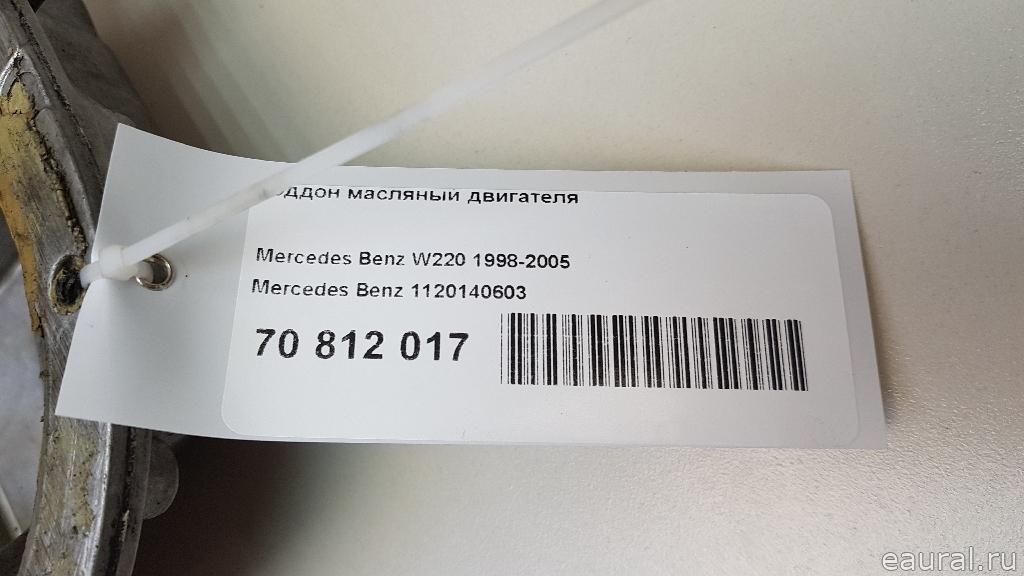 оддон масляный двигателя
Mercedes Benz W220 1998-2005
Mercedes Benz 1120140603
70 812 017
eaural.ru